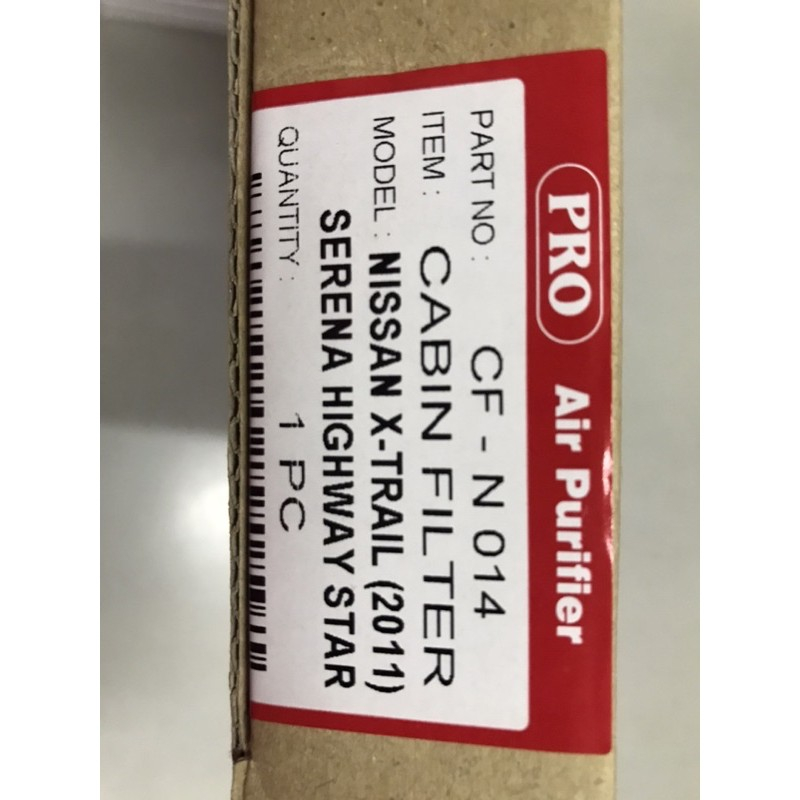 PRO Air Purifier
PART NO : CF - N 014
ITEM : CABIN FILTER
MODEL : NISSAN X-TRAIL (2011)
SERENA HIGHWAY STAR
QUANTITY : 1 PC